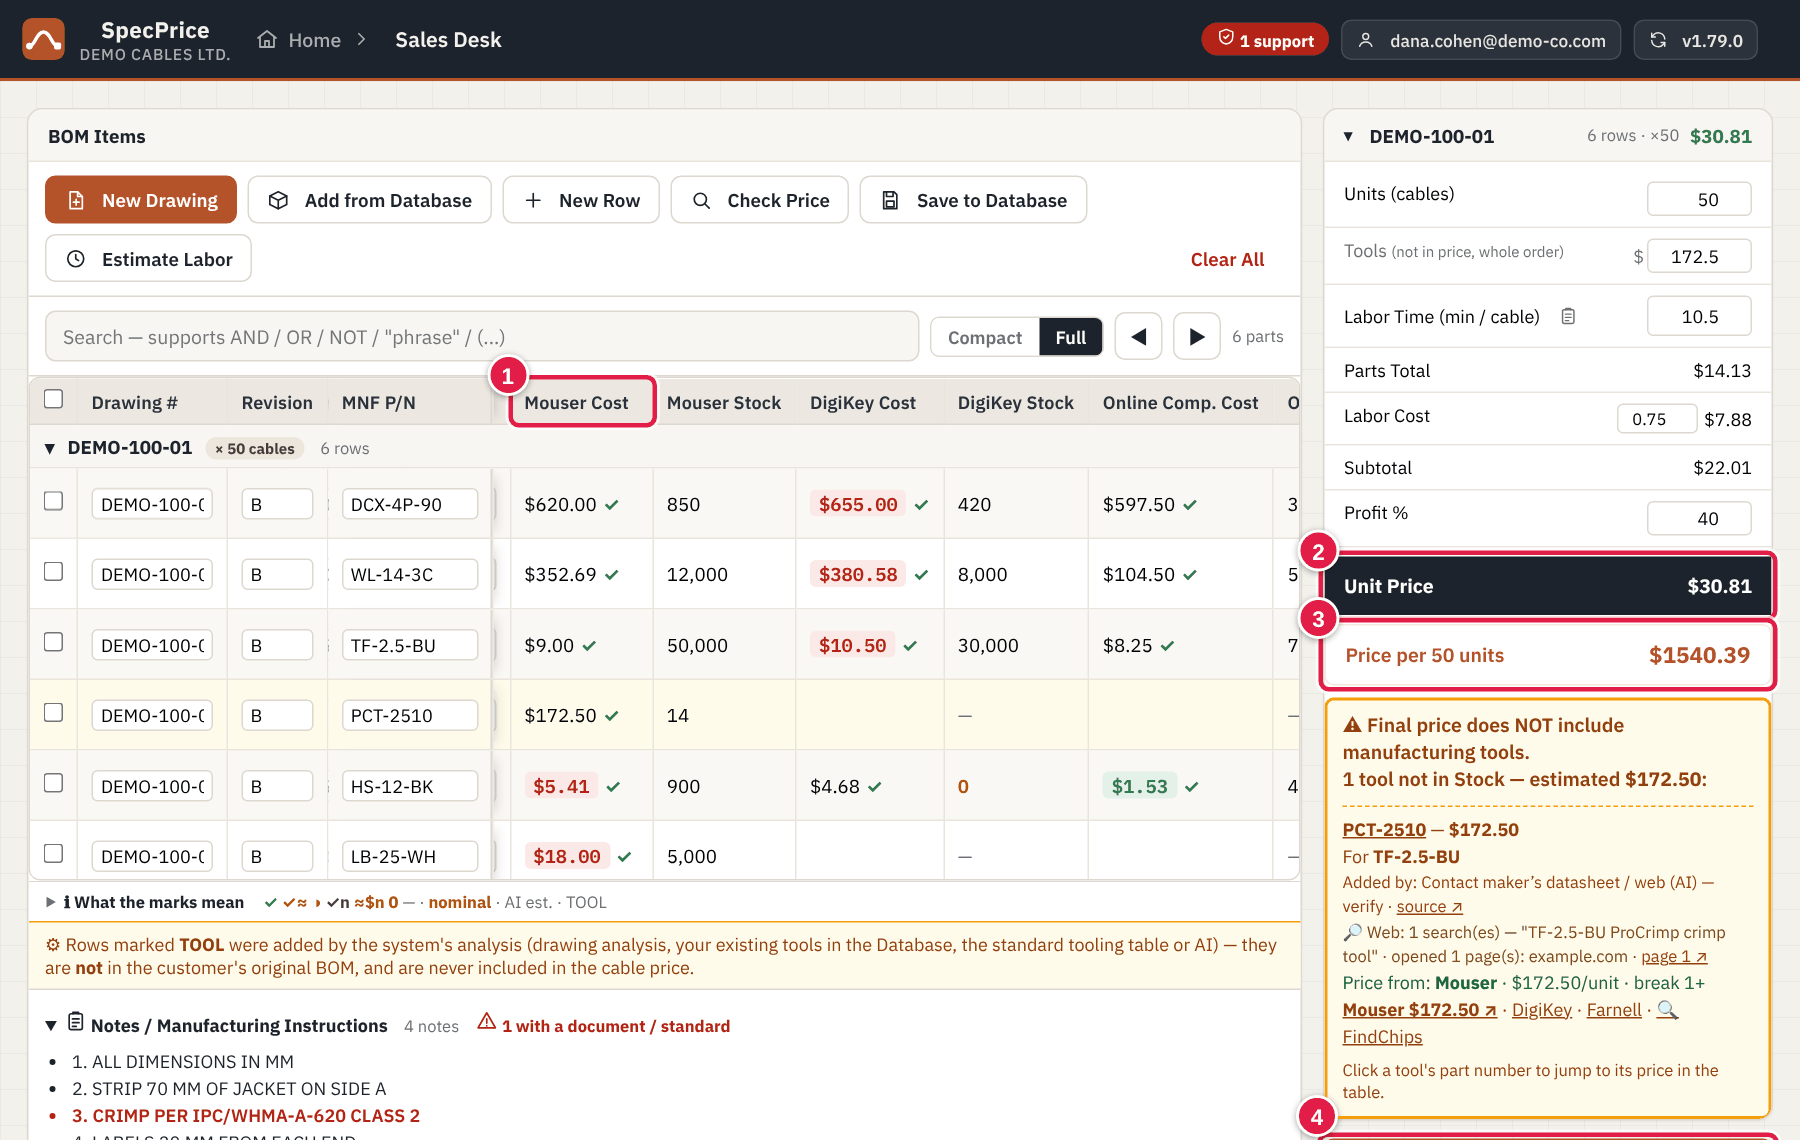 SpecPrice
DEMO CABLES LTD.
Home
Sales Desk
1 support
dana.cohen@demo-co.com
v1.79.0
BOM Items
New Drawing
Add from Database
New Row
Check Price
Save to Database
Estimate Labor
Clear All
Search — supports AND / OR / NOT / "phrase" / (...)
Compact
Full
◀
▶
6 parts
1
Drawing #
Revision
MNF P/N
Mouser Cost
Mouser Stock
DigiKey Cost
DigiKey Stock
Online Comp. Cost
▼ DEMO-100-01 × 50 cables 6 rows
DEMO-100- B DCX-4P-90 $620.00 ✓ 850 $655.00 ✓ 420 $597.50 ✓ 3
DEMO-100- B WL-14-3C $352.69 ✓ 12,000 $380.58 ✓ 8,000 $104.50 ✓ 5
DEMO-100- B TF-2.5-BU $9.00 ✓ 50,000 $10.50 ✓ 30,000 $8.25 ✓ 7
DEMO-100- B PCT-2510 $172.50 ✓ 14 — —
DEMO-100- B HS-12-BK $5.41 ✓ 900 $4.68 ✓ 0 $1.53 ✓ 4
DEMO-100- B LB-25-WH $18.00 ✓ 5,000 — —
▶ ℹ What the marks mean ✓ ✓≈ ◗ ✓n ≈$n 0 — · nominal · AI est. · TOOL
⚙ Rows marked TOOL were added by the system's analysis (drawing analysis, your existing tools in the Database, the standard tooling table or AI) — they
are not in the customer's original BOM, and are never included in the cable price.
▼ Notes / Manufacturing Instructions 4 notes ⚠ 1 with a document / standard
• 1. ALL DIMENSIONS IN MM
• 2. STRIP 70 MM OF JACKET ON SIDE A
• 3. CRIMP PER IPC/WHMA-A-620 CLASS 2
4. LABELS 20 MM FROM EACH END
▼ DEMO-100-01 6 rows · ×50 $30.81
Units (cables) 50
Tools (not in price, whole order) $ 172.5
Labor Time (min / cable) 10.5
Parts Total $14.13
Labor Cost 0.75 $7.88
Subtotal $22.01
Profit % 40
2
Unit Price $30.81
3
Price per 50 units $1540.39
⚠ Final price does NOT include
manufacturing tools.
1 tool not in Stock — estimated $172.50:
PCT-2510 — $172.50
For TF-2.5-BU
Added by: Contact maker’s datasheet / web (AI) —
verify · source ↗
🔎 Web: 1 search(es) — "TF-2.5-BU ProCrimp crimp
tool" · opened 1 page(s): example.com · page 1 ↗
Price from: Mouser · $172.50/unit · break 1+
Mouser $172.50 ↗ · DigiKey · Farnell · 🔍
FindChips
Click a tool's part number to jump to its price in the
table.
4